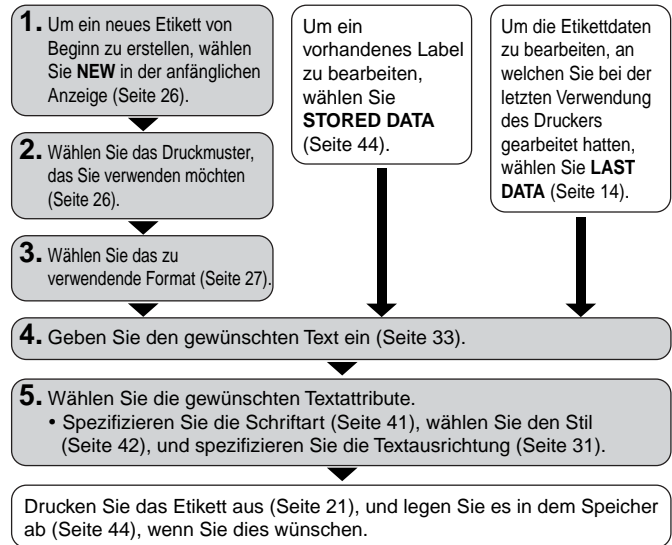 1. Um ein neues Etikett von
Beginn zu erstellen, wählen
Sie NEW in der anfänglichen
Anzeige (Seite 26).
2. Wählen Sie das Druckmuster,
das Sie verwenden möchten
(Seite 26).
3. Wählen Sie das zu
verwendende Format (Seite 27).
Um ein
vorhandenes Label
zu bearbeiten,
wählen Sie
STORED DATA
(Seite 44).
Um die Etikettdaten
zu bearbeiten, an
welchen Sie bei der
letzten Verwendung
des Druckers
gearbeitet hatten,
wählen Sie LAST
DATA (Seite 14).
4. Geben Sie den gewünschten Text ein (Seite 33).
5. Wählen Sie die gewünschten Textattribute.
• Spezifizieren Sie die Schriftart (Seite 41), wählen Sie den Stil
(Seite 42), und spezifizieren Sie die Textausrichtung (Seite 31).
Drucken Sie das Etikett aus (Seite 21), und legen Sie es in dem Speicher
ab (Seite 44), wenn Sie dies wünschen.